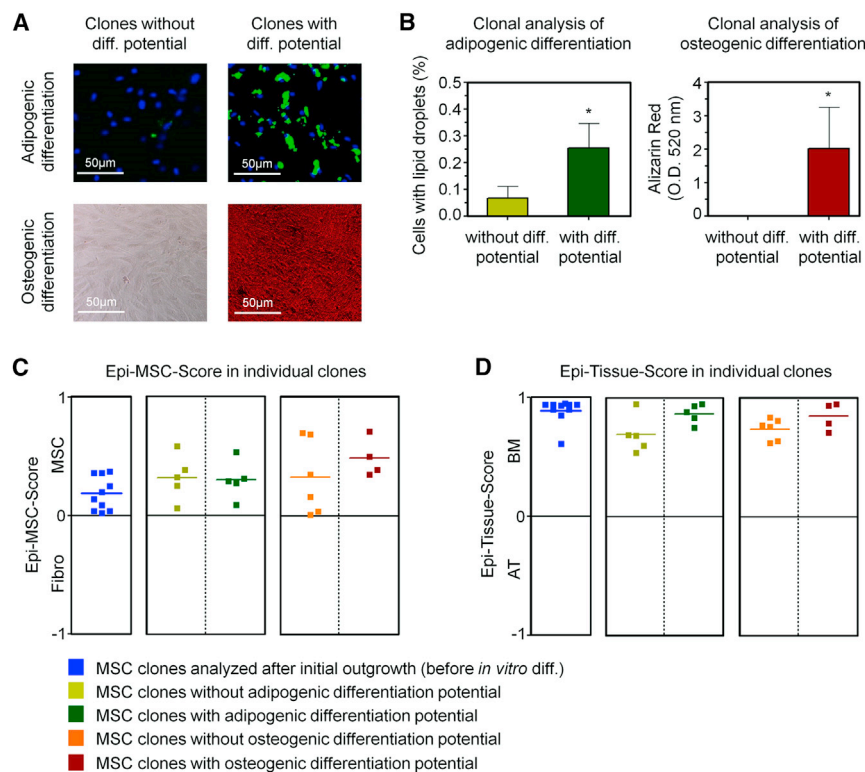 A
Clones without
diff. potential
Clones with
diff. potential
Adipogenic
differentiation
50µm
50µm
Osteogenic
differentiation
50µm
50µm
B
Clonal analysis of
adipogenic differentiation
Cells with lipid droplets (%)
0.5
0.4
0.3
0.2
0.1
0.0
*
without diff.
potential
with diff.
potential
Clonal analysis of
osteogenic differentiation
Alizarin Red
(O.D. 520 nm)
4
3
2
1
0
*
without diff.
potential
with diff.
potential
C
Epi-MSC-Score in individual clones
Epi-MSC-Score
Fibro
MSC
1
0
-1
D
Epi-Tissue-Score in individual clones
Epi-Tissue-Score
AT
BM
1
0
-1
MSC clones analyzed after initial outgrowth (before in vitro diff.)
MSC clones without adipogenic differentiation potential
MSC clones with adipogenic differentiation potential
MSC clones without osteogenic differentiation potential
MSC clones with osteogenic differentiation potential